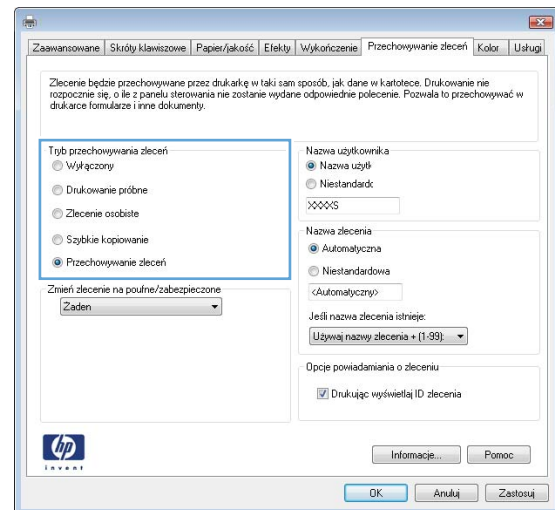 Zaawansowane Skróty klawiszowe Papier/jakość Efekty Wykończenie Przechowywanie zleceń Kolor Usługi
Zlecenie będzie przechowywane przez drukarkę w taki sam sposób, jak dane w kartotece. Drukowanie nie
rozpocznie się, o ile z panelu sterowania nie zostanie wydane odpowiednie polecenie. Pozwala to przechowywać w
drukarce formularze i inne dokumenty.
Tryb przechowywania zleceń
Wyłączony
Drukowanie próbne
Zlecenie osobiste
Szybkie kopiowanie
Przechowywanie zleceń
Zmień zlecenie na poufne/zabezpieczone
Żaden
Nazwa użytkownika
Nazwa użytk
Niestandardc
XXXXS
Nazwa zlecenia
Automatyczna
Niestandardowa
<Automatyczny>
Jeśli nazwa zlecenia istnieje:
Używaj nazwy zlecenia + (1-99):
Opcje powiadamiania o zleceniu
Drukując wyświetlaj ID zlecenia
hp
invent
Informacje... Pomoc
OK Anuluj Zastosuj